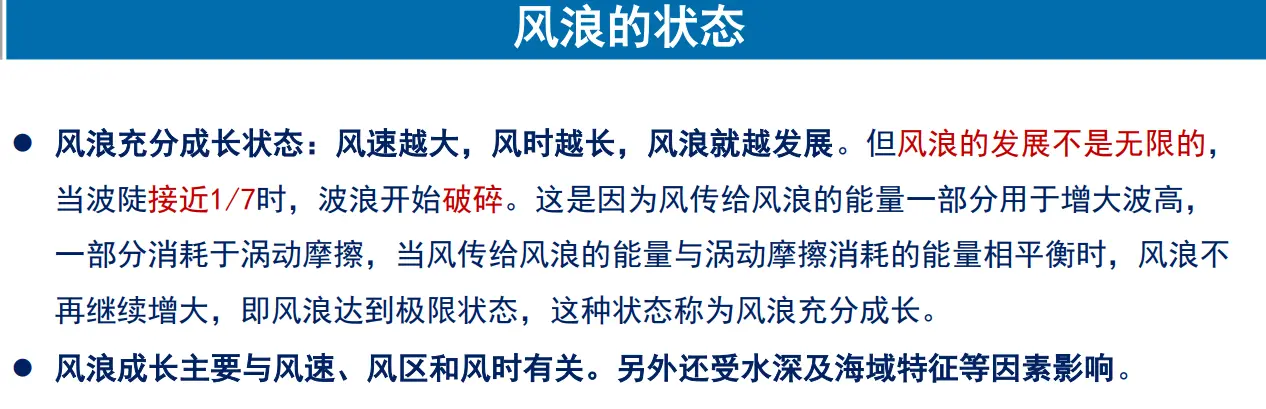 风浪的状态
● 风浪充分成长状态：风速越大，风时越长，风浪就越发展。但风浪的发展不是无限的，
当波陡接近1/7时，波浪开始破碎。这是因为风传给风浪的能量一部分用于增大波高，
一部分消耗于涡动摩擦，当风传给风浪的能量与涡动摩擦消耗的能量相平衡时，风浪不
再继续增大，即风浪达到极限状态，这种状态称为风浪充分成长。
● 风浪成长主要与风速、风区和风时有关。另外还受水深及海域特征等因素影响。